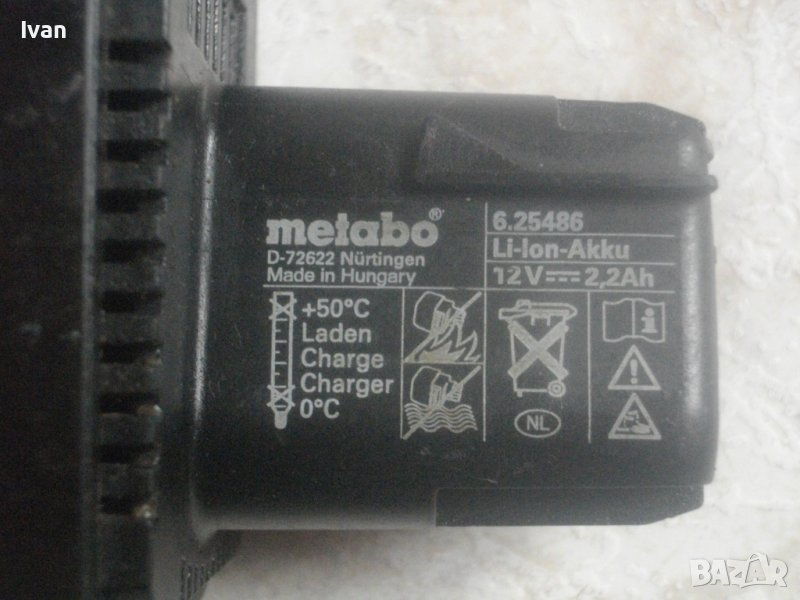 Ivan
metabo®
D-72622 Nürtingen
Made in Hungary
6.25486
Li-Ion-Akku
12V⎓2,2Ah
+50°C
Laden
Charge
Charger
0°C
NL
BAZAR